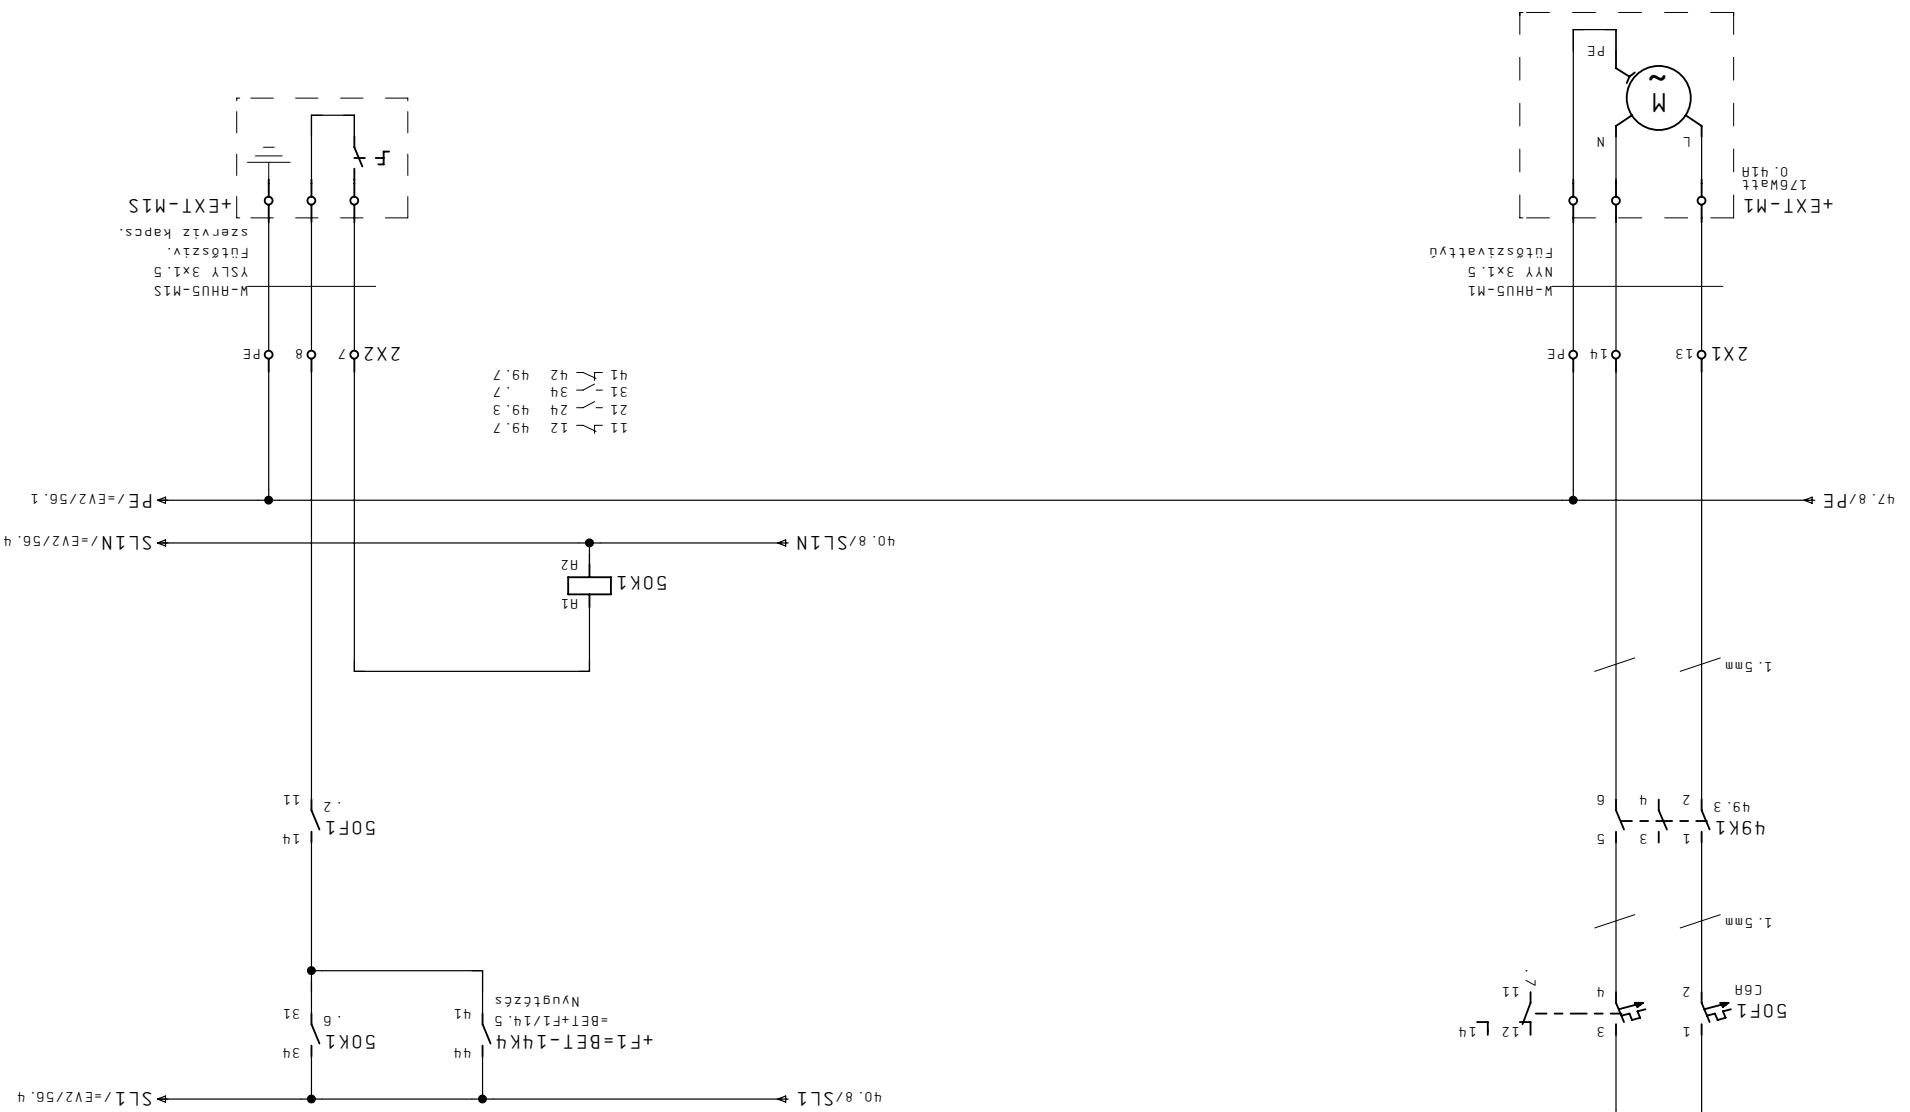 40.8/SL1
SL1/=EV2/56.4
50F1
C6A
1
2
3
4
12
14
11
.7
+F1=BET-14K4
=BET+F1/14.5
Nyugtézés
44
41
50K1
.6
34
31
1.5mm
49K1
49.3
1
2
3
4
5
6
50F1
.2
14
11
1.5mm
50K1
A1
A2
40.8/SL1N
SL1N/=EV2/56.4
47.8/PE
PE/=EV2/56.1
11 12 49.7
21 24 49.3
31 34 .7
41 42 49.7
2X1
13
14
PE
2X2
7
8
PE
W-AHU5-M1
NYY 3x1.5
Fűtőszivattyú
W-AHU5-M1S
YSLY 3x1.5
Fűtősziv.
szerviz kapcs.
+EXT-M1
176Watt
0.41A
L
N
M
~
PE
+EXT-M1S